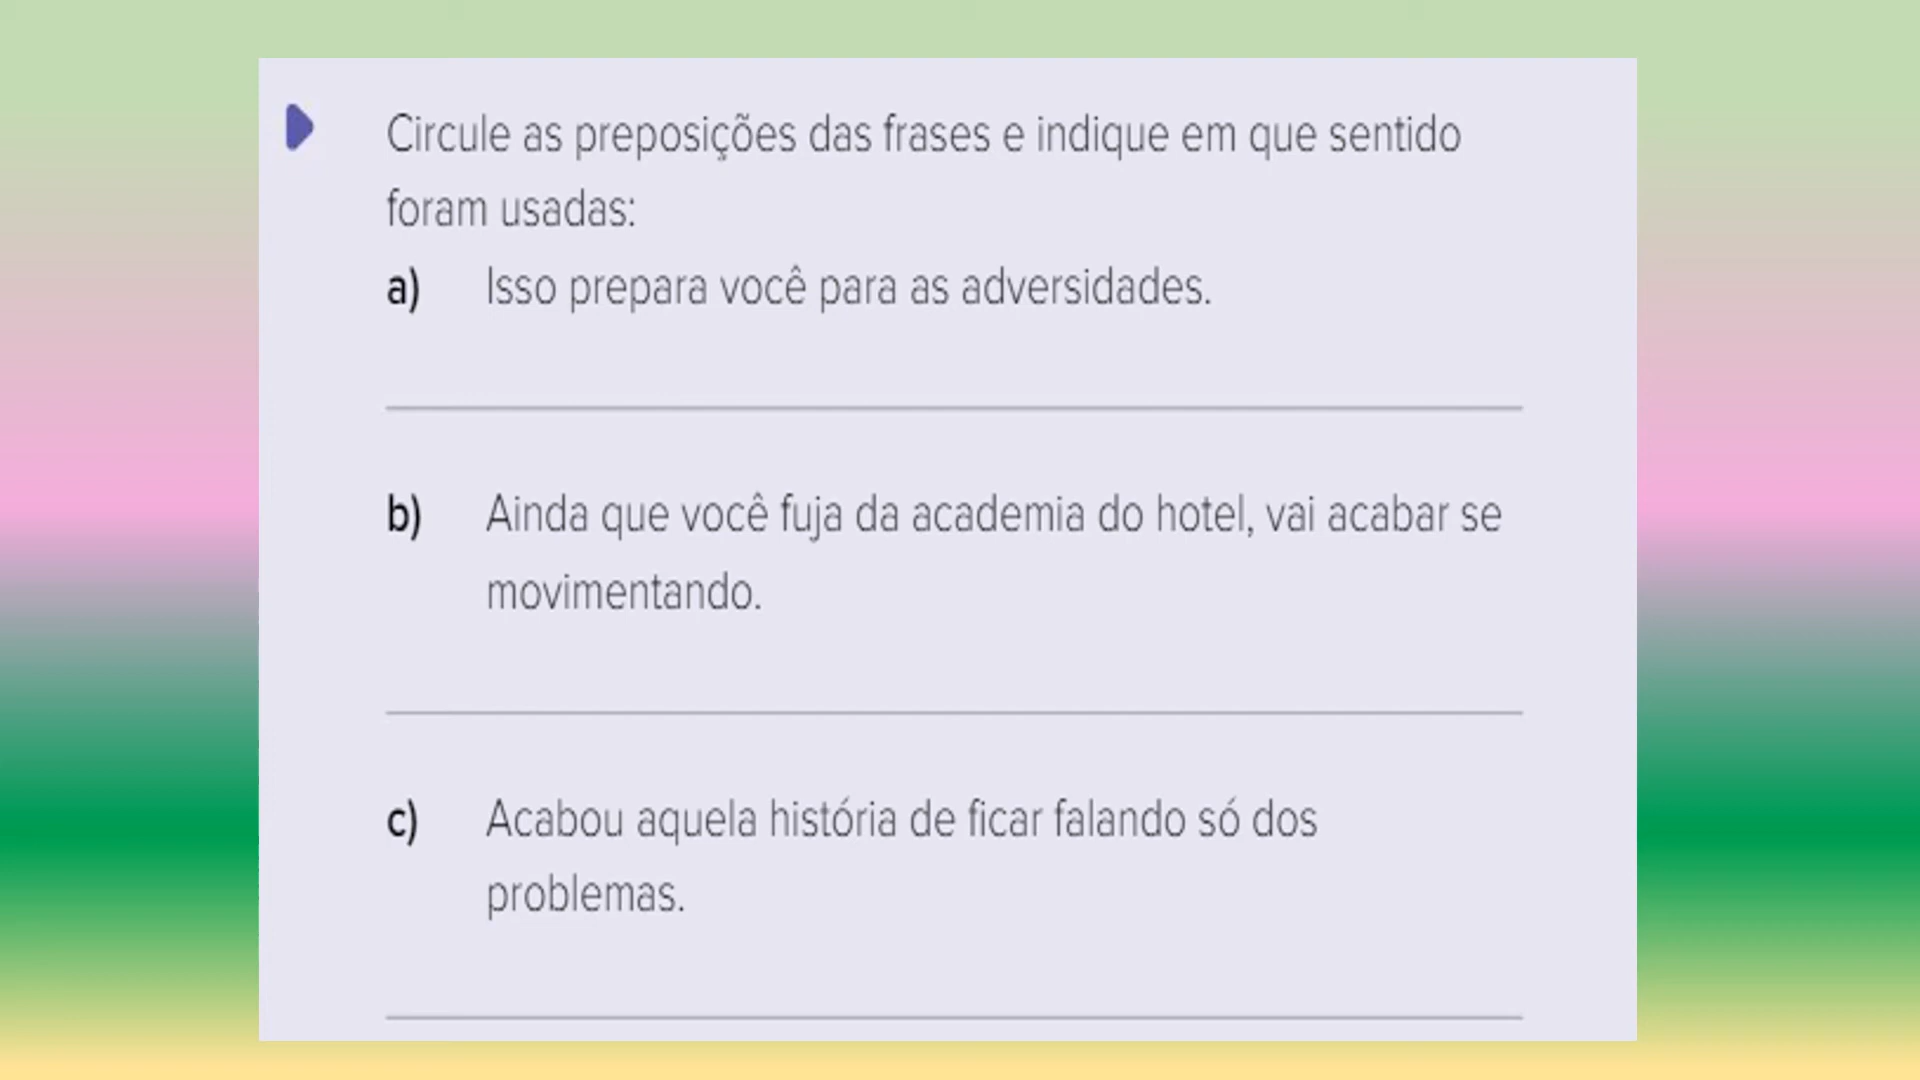 Circule as preposições das frases e indique em que sentido
foram usadas:
a) Isso prepara você para as adversidades.
b) Ainda que você fuja da academia do hotel, vai acabar se
movimentando.
c) Acabou aquela história de ficar falando só dos
problemas.